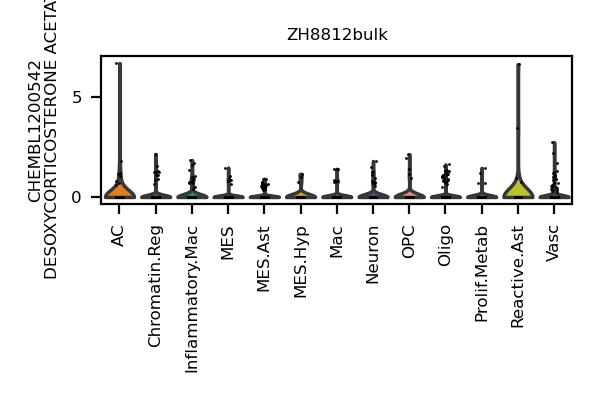 ZH8812bulk
CHEMBL1200542
DESOXYCORTICOSTERONE
5
0
AC
Chromatin.Reg
Inflammatory.Mac
MES
MES.Ast
MES.Hyp
Mac
Neuron
OPC
Oligo
Prolif.Metab
Reactive.Ast
Vasc